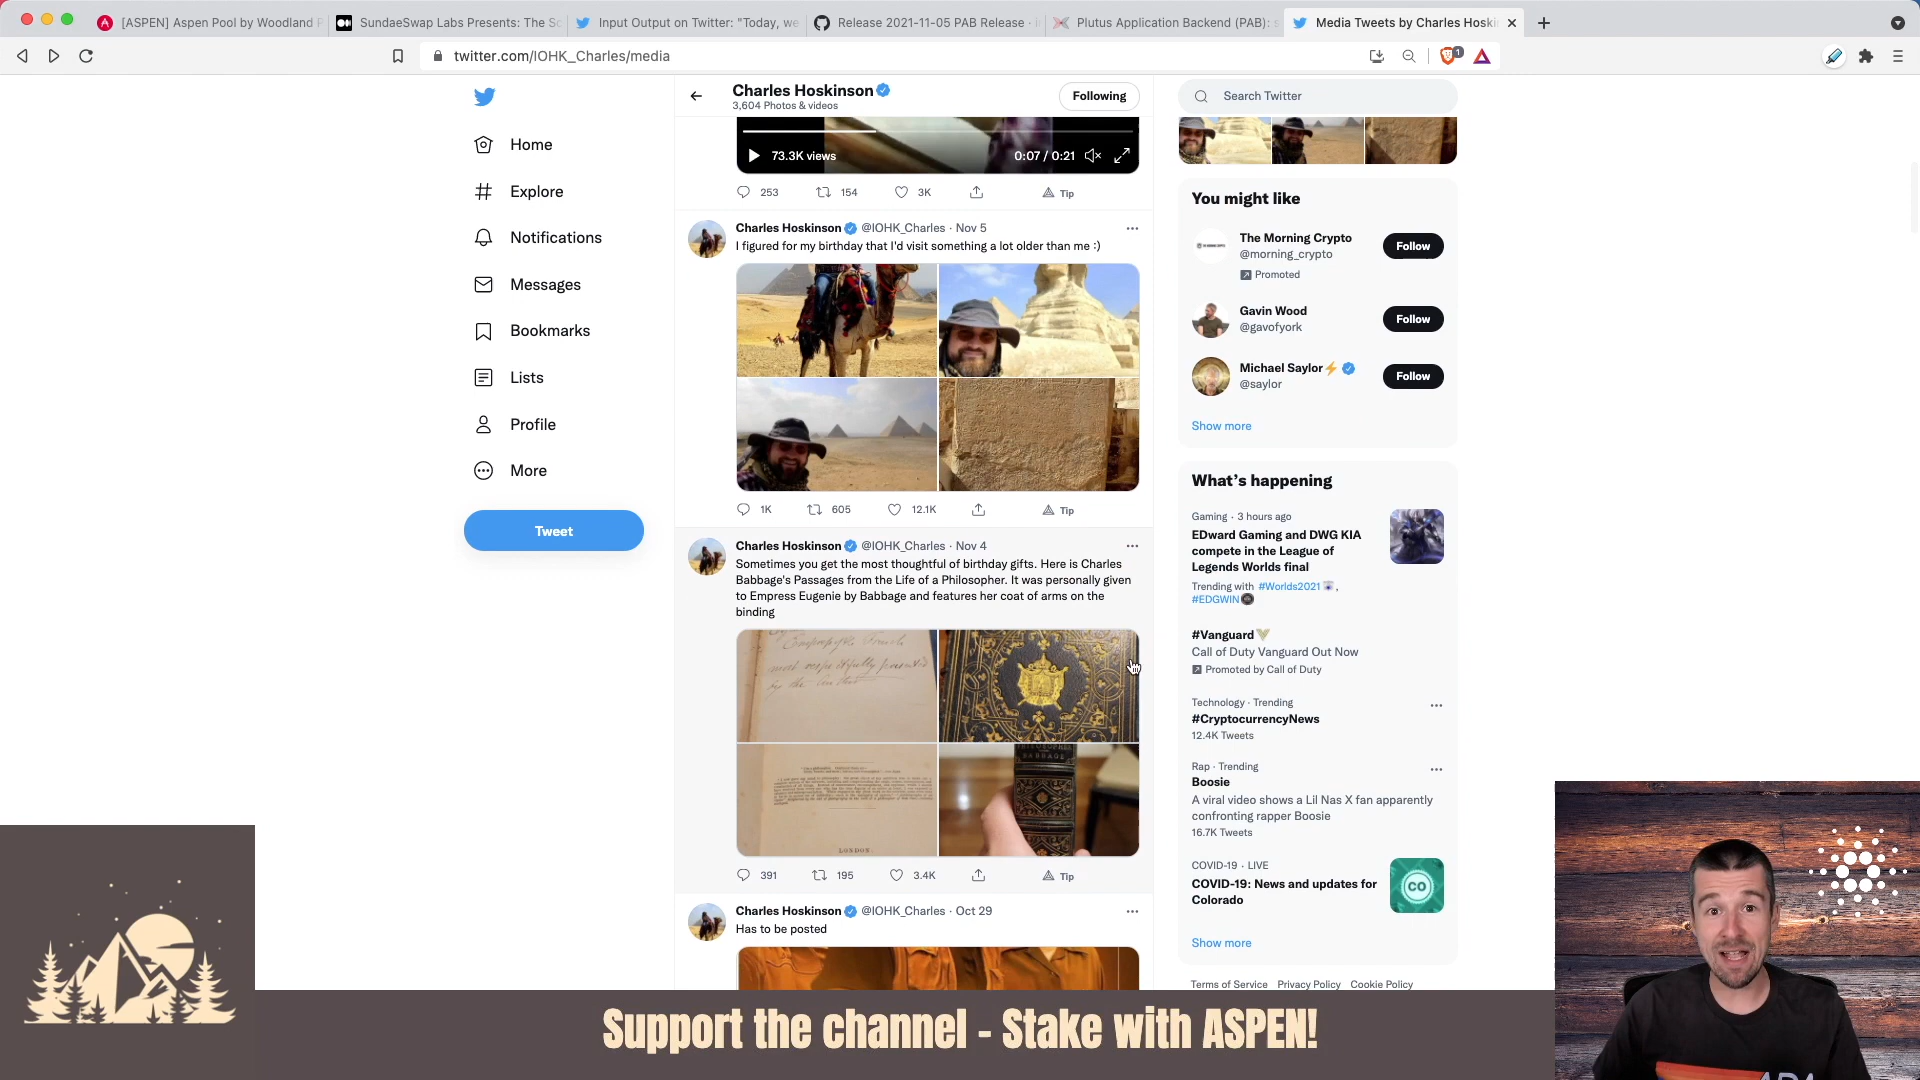 [ASPEN] Aspen Pool by Woodland P
SundaeSwap Labs Presents: The Sc
Input Output on Twitter: "Today, we
Release 2021-11-05 PAB Release ·
Plutus Application Backend (PAB):
Media Tweets by Charles Hoskin
twitter.com/IOHK_Charles/media
1
Charles Hoskinson
3,604 Photos & videos
Following
Search Twitter
Home
Explore
Notifications
Messages
Bookmarks
Lists
Profile
More
Tweet
73.3K views
0:07 / 0:21
253 154 3K Tip
Charles Hoskinson @IOHK_Charles · Nov 5
I figured for my birthday that I'd visit something a lot older than me :)
1K 605 12.1K Tip
Charles Hoskinson @IOHK_Charles · Nov 4
Sometimes you get the most thoughtful of birthday gifts. Here is Charles
Babbage's Passages from the Life of a Philosopher. It was personally given
to Empress Eugenie by Babbage and features her coat of arms on the
binding
by the
LONDON.
BABBAGE
391 195 3.4K Tip
Charles Hoskinson @IOHK_Charles · Oct 29
Has to be posted
You might like
The Morning Crypto
@morning_crypto
Promoted
Follow
Gavin Wood
@gavofyork
Follow
Michael Saylor⚡
@saylor
Follow
Show more
What's happening
Gaming · 3 hours ago
EDward Gaming and DWG KIA
compete in the League of
Legends Worlds final
Trending with #Worlds2021 ,
#EDGWIN
#Vanguard
Call of Duty Vanguard Out Now
Promoted by Call of Duty
Technology · Trending
#CryptocurrencyNews
12.4K Tweets
Rap · Trending
Boosie
A viral video shows a Lil Nas X fan apparently
confronting rapper Boosie
16.7K Tweets
COVID-19 · LIVE
COVID-19: News and updates for
Colorado
CO
Show more
Terms of Service Privacy Policy Cookie Policy
Support the channel - Stake with ASPEN!
ADA